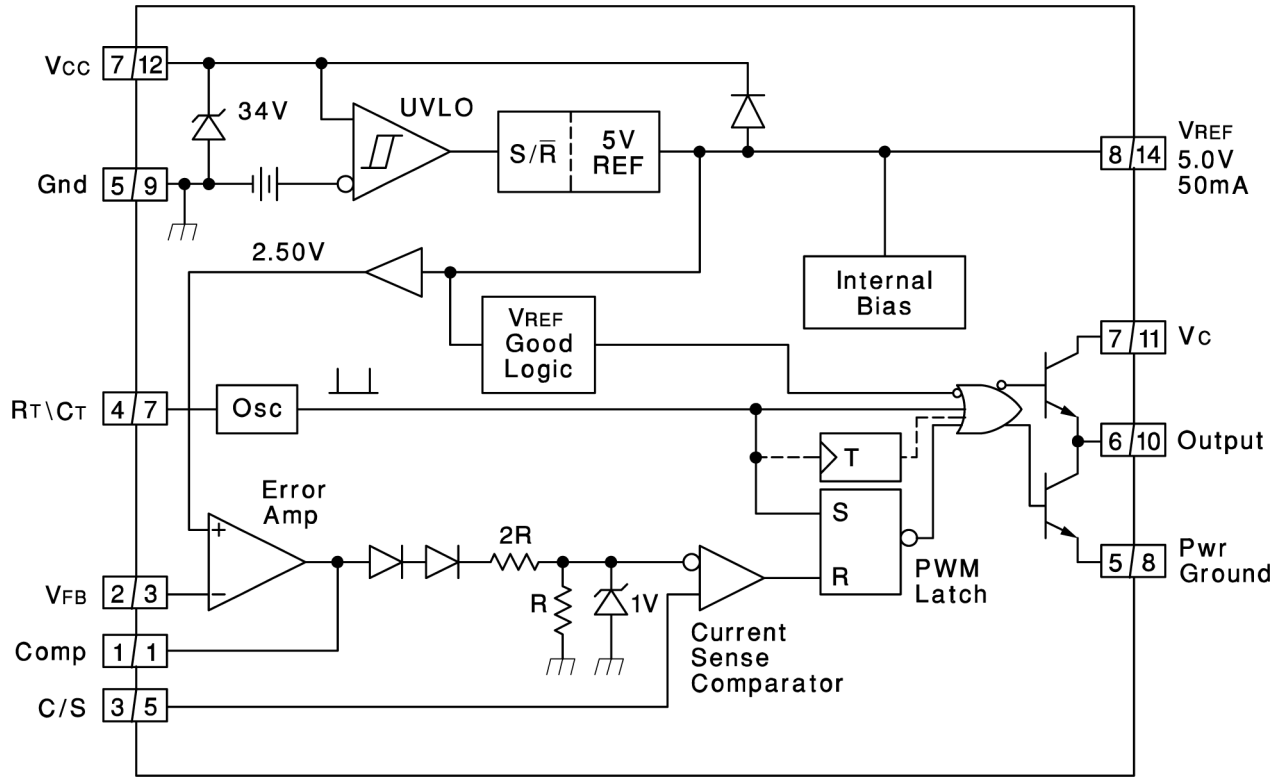 VCC 7/12
34V
UVLO
S/R̅
5V
REF
VREF
5.0V
50mA
8/14
Gnd 5/9
2.50V
Internal
Bias
VREF
Good
Logic
7/11 VC
RT\CT 4/7
Osc
T
6/10 Output
Error
Amp
+
−
S
R
PWM
Latch
2R
R
1V
5/8
Pwr
Ground
VFB 2/3
Comp 1/1
Current
Sense
Comparator
C/S 3/5